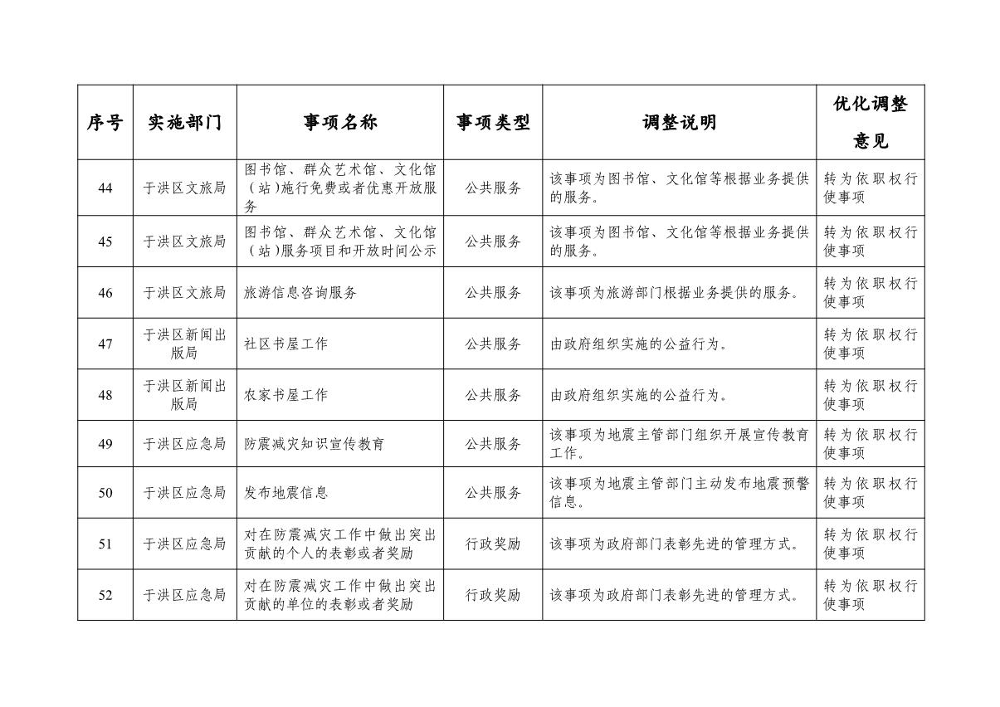 序号 实施部门 事项名称 事项类型 调整说明 优化调整
意见
44 于洪区文旅局 图书馆、群众艺术馆、文化馆
（站）施行免费或者优惠开放服
务 公共服务 该事项为图书馆、文化馆等根据业务提供
的服务。 转为依职权行
使事项
45 于洪区文旅局 图书馆、群众艺术馆、文化馆
（站）服务项目和开放时间公示 公共服务 该事项为图书馆、文化馆等根据业务提供
的服务。 转为依职权行
使事项
46 于洪区文旅局 旅游信息咨询服务 公共服务 该事项为旅游部门根据业务提供的服务。 转为依职权行
使事项
47 于洪区新闻出
版局 社区书屋工作 公共服务 由政府组织实施的公益行为。 转为依职权行
使事项
48 于洪区新闻出
版局 农家书屋工作 公共服务 由政府组织实施的公益行为。 转为依职权行
使事项
49 于洪区应急局 防震减灾知识宣传教育 公共服务 该事项为地震主管部门组织开展宣传教育
工作。 转为依职权行
使事项
50 于洪区应急局 发布地震信息 公共服务 该事项为地震主管部门主动发布地震预警
信息。 转为依职权行
使事项
51 于洪区应急局 对在防震减灾工作中做出突出
贡献的个人的表彰或者奖励 行政奖励 该事项为政府部门表彰先进的管理方式。 转为依职权行
使事项
52 于洪区应急局 对在防震减灾工作中做出突出
贡献的单位的表彰或者奖励 行政奖励 该事项为政府部门表彰先进的管理方式。 转为依职权行
使事项